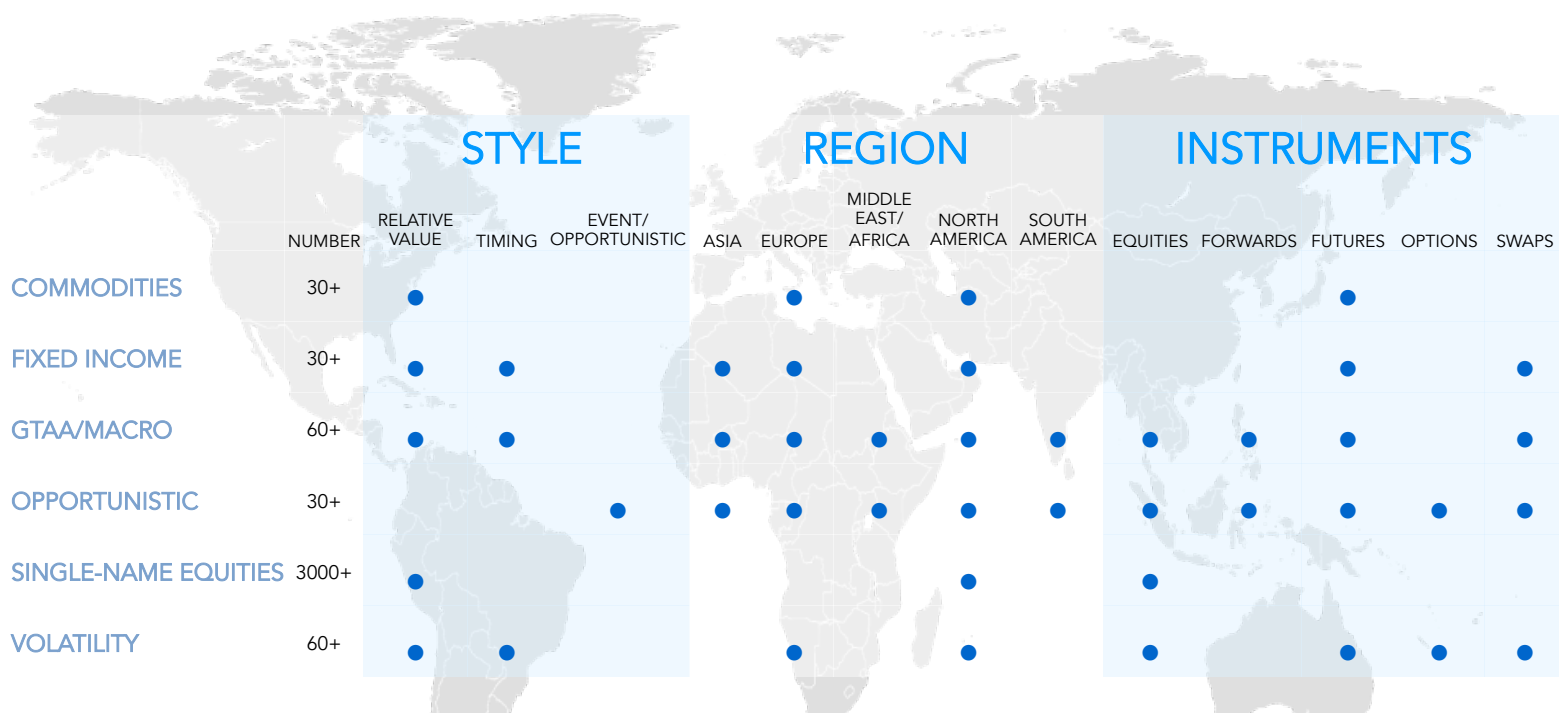 STYLE REGION INSTRUMENTS
NUMBER RELATIVE VALUE TIMING EVENT/ OPPORTUNISTIC ASIA EUROPE MIDDLE EAST/ AFRICA NORTH AMERICA SOUTH AMERICA EQUITIES FORWARDS FUTURES OPTIONS SWAPS
COMMODITIES 30+
FIXED INCOME 30+
GTAA/MACRO 60+
OPPORTUNISTIC 30+
SINGLE-NAME EQUITIES 3000+
VOLATILITY 60+